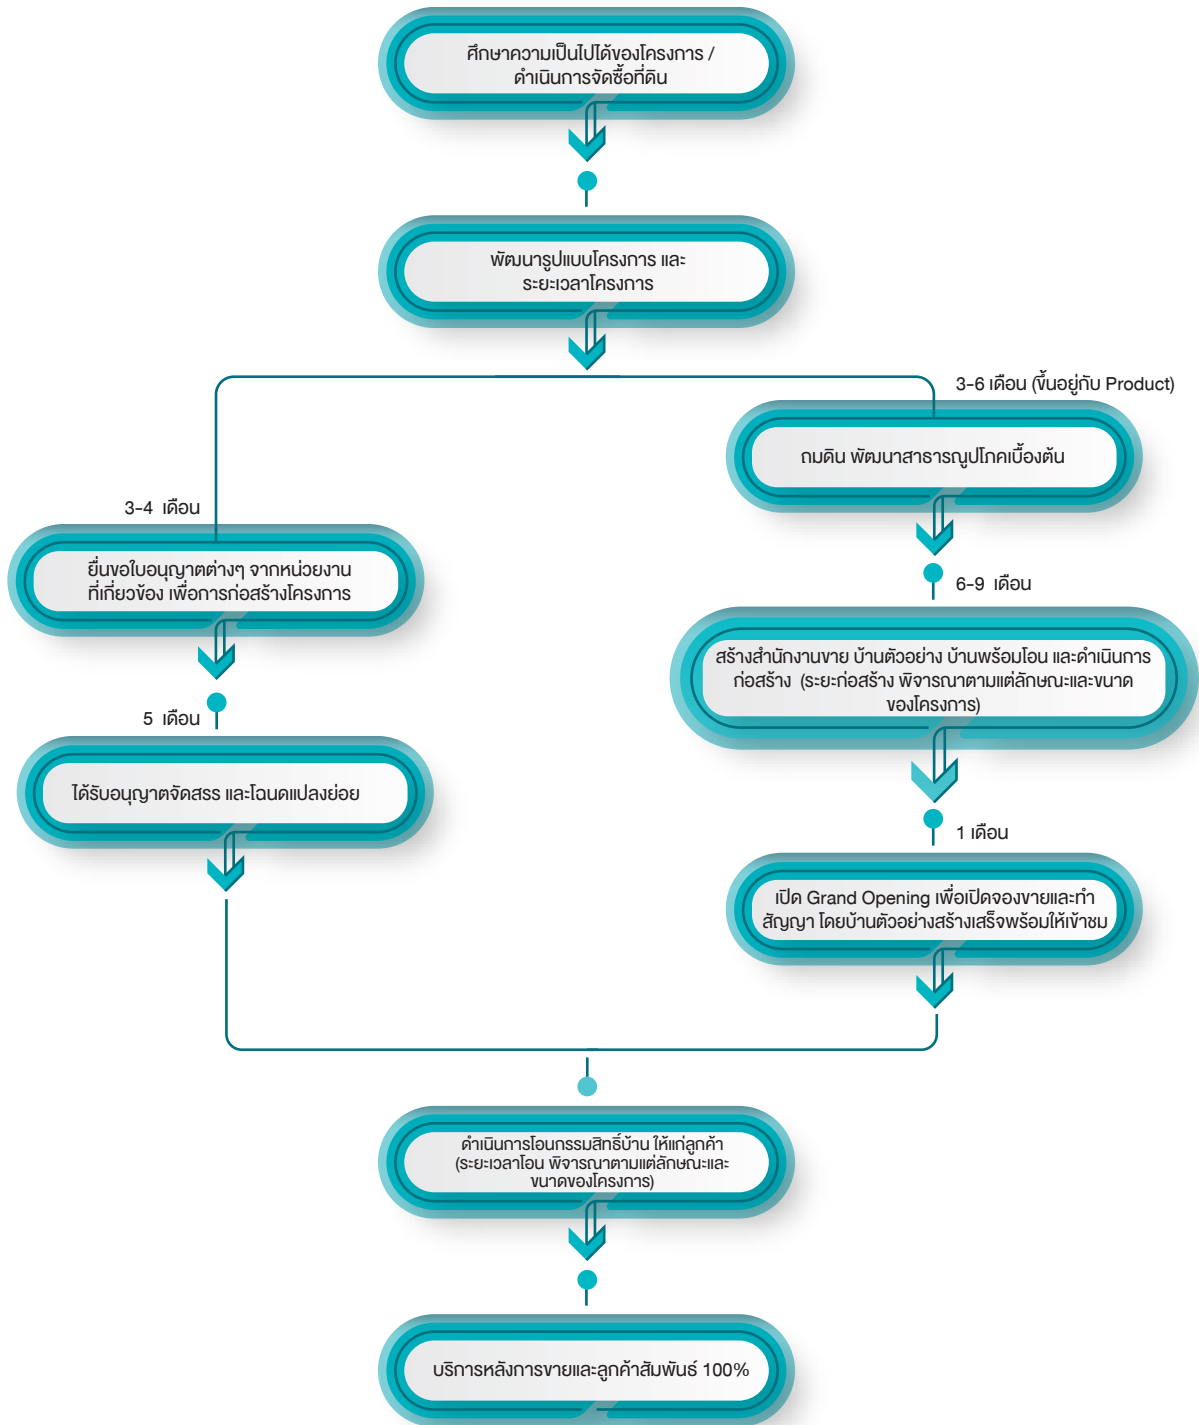 ศึกษาความเป็นไปได้ของโครงการ /
ดำเนินการจัดซื้อที่ดิน
พัฒนารูปแบบโครงการ และ
ระยะเวลาโครงการ
3-6 เดือน (ขึ้นอยู่กับ Product)
ถมดิน พัฒนาสาธารณูปโภคเบื้องต้น
3-4 เดือน
ยื่นขอใบอนุญาตต่างๆ จากหน่วยงาน
ที่เกี่ยวข้อง เพื่อการก่อสร้างโครงการ
6-9 เดือน
สร้างสำนักงานขาย บ้านตัวอย่าง บ้านพร้อมโอน และดำเนินการ
ก่อสร้าง (ระยะก่อสร้าง พิจารณาตามแต่ลักษณะและขนาด
ของโครงการ)
5 เดือน
ได้รับอนุญาตจัดสรร และโฉนดแปลงย่อย
1 เดือน
เปิด Grand Opening เพื่อเปิดจองขายและทำ
สัญญา โดยบ้านตัวอย่างสร้างเสร็จพร้อมให้เข้าชม
ดำเนินการโอนกรรมสิทธิ์บ้าน ให้แก่ลูกค้า
(ระยะเวลาโอน พิจารณาตามแต่ลักษณะและ
ขนาดของโครงการ)
บริการหลังการขายและลูกค้าสัมพันธ์ 100%